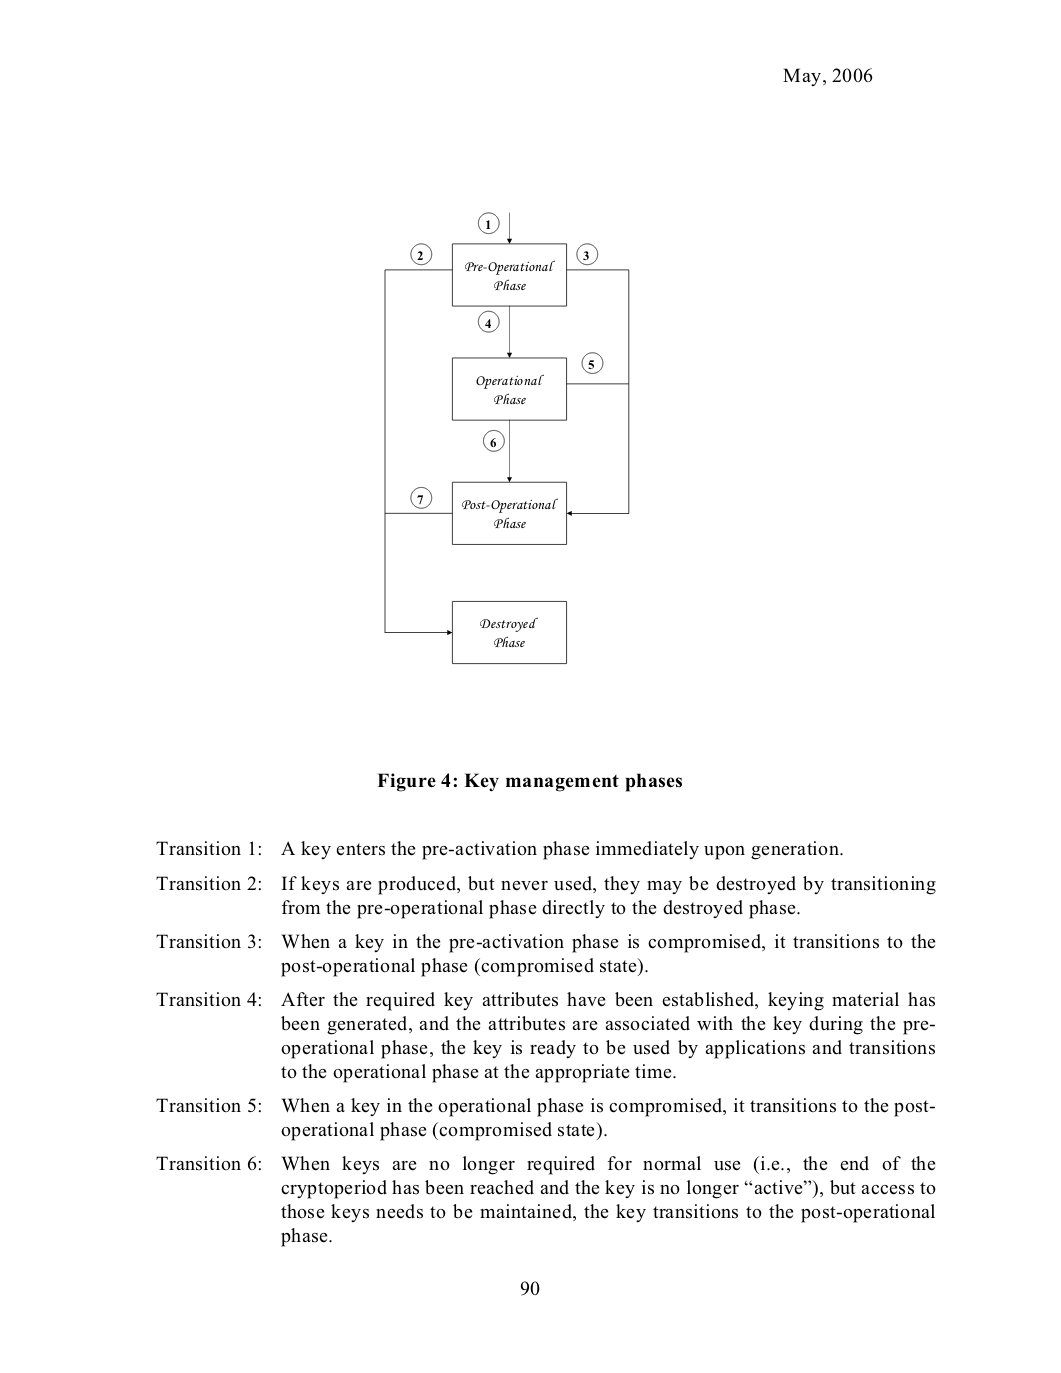 May, 2006
1
2
3
Pre-Operational
Phase
4
5
Operational
Phase
6
7
Post-Operational
Phase
Destroyed
Phase
Figure 4: Key management phases
Transition 1: A key enters the pre-activation phase immediately upon generation.
Transition 2: If keys are produced, but never used, they may be destroyed by transitioning
from the pre-operational phase directly to the destroyed phase.
Transition 3: When a key in the pre-activation phase is compromised, it transitions to the
post-operational phase (compromised state).
Transition 4: After the required key attributes have been established, keying material has
been generated, and the attributes are associated with the key during the pre-
operational phase, the key is ready to be used by applications and transitions
to the operational phase at the appropriate time.
Transition 5: When a key in the operational phase is compromised, it transitions to the post-
operational phase (compromised state).
Transition 6: When keys are no longer required for normal use (i.e., the end of the
cryptoperiod has been reached and the key is no longer “active”), but access to
those keys needs to be maintained, the key transitions to the post-operational
phase.
90